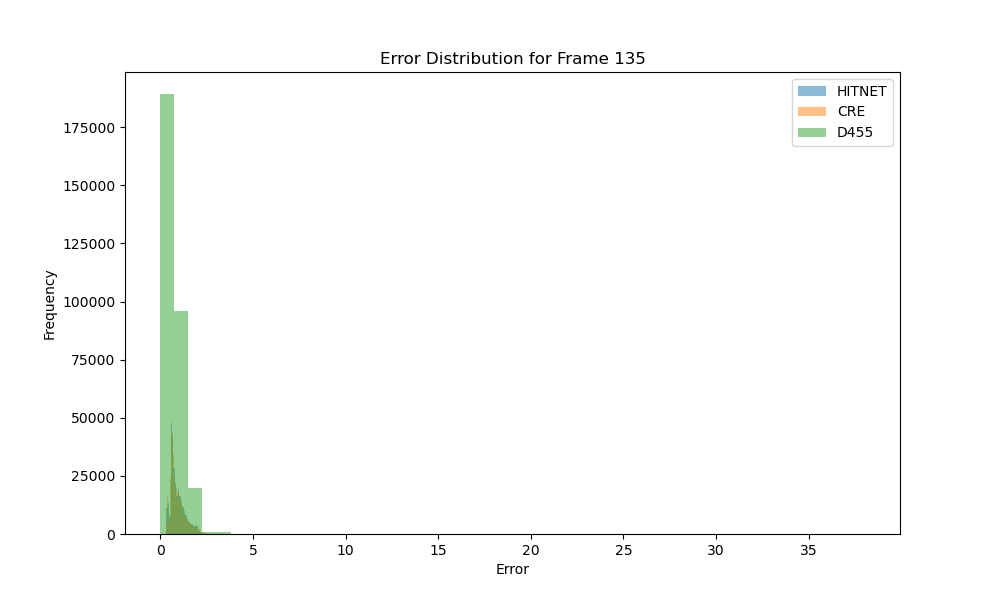 Error Distribution for Frame 135
HITNET
CRE
D455
Frequency
175000
150000
125000
100000
75000
50000
25000
0
0 5 10 15 20 25 30 35
Error